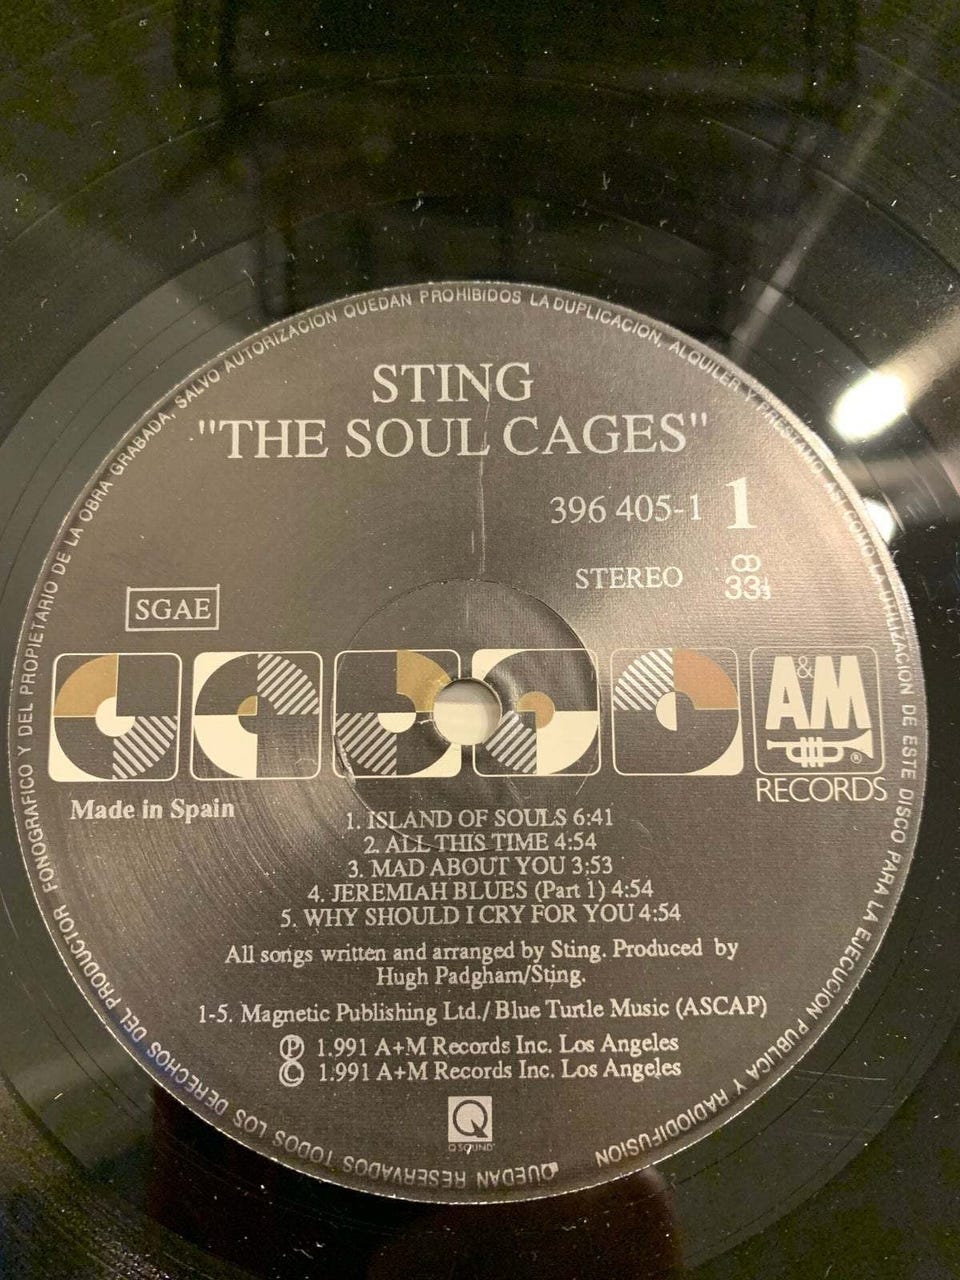 QUEDAN RESERVADOS TODOS LOS DERECHOS DEL PRODUCTOR FONOGRAFICO Y DEL PROPIETARIO DE LA OBRA GRABADA, SALVO AUTORIZACION QUEDAN PROHIBIDOS LA DUPLICACION, ALQUILER Y PRESTAMO ASI COMO LA UTILIZACION DE ESTE DISCO PARA LA EJECUCION PUBLICA Y RADIODIFUSION
STING
"THE SOUL CAGES"
396 405-1 1
STEREO
33⅓
SGAE
A&M
®
RECORDS
Made in Spain
1. ISLAND OF SOULS 6:41
2. ALL THIS TIME 4:54
3. MAD ABOUT YOU 3:53
4. JEREMIAH BLUES (Part 1) 4:54
5. WHY SHOULD I CRY FOR YOU 4:54
All songs written and arranged by Sting. Produced by
Hugh Padgham/Sting.
1-5. Magnetic Publishing Ltd./ Blue Turtle Music (ASCAP)
℗ 1.991 A+M Records Inc. Los Angeles
© 1.991 A+M Records Inc. Los Angeles
Q
QSOUND